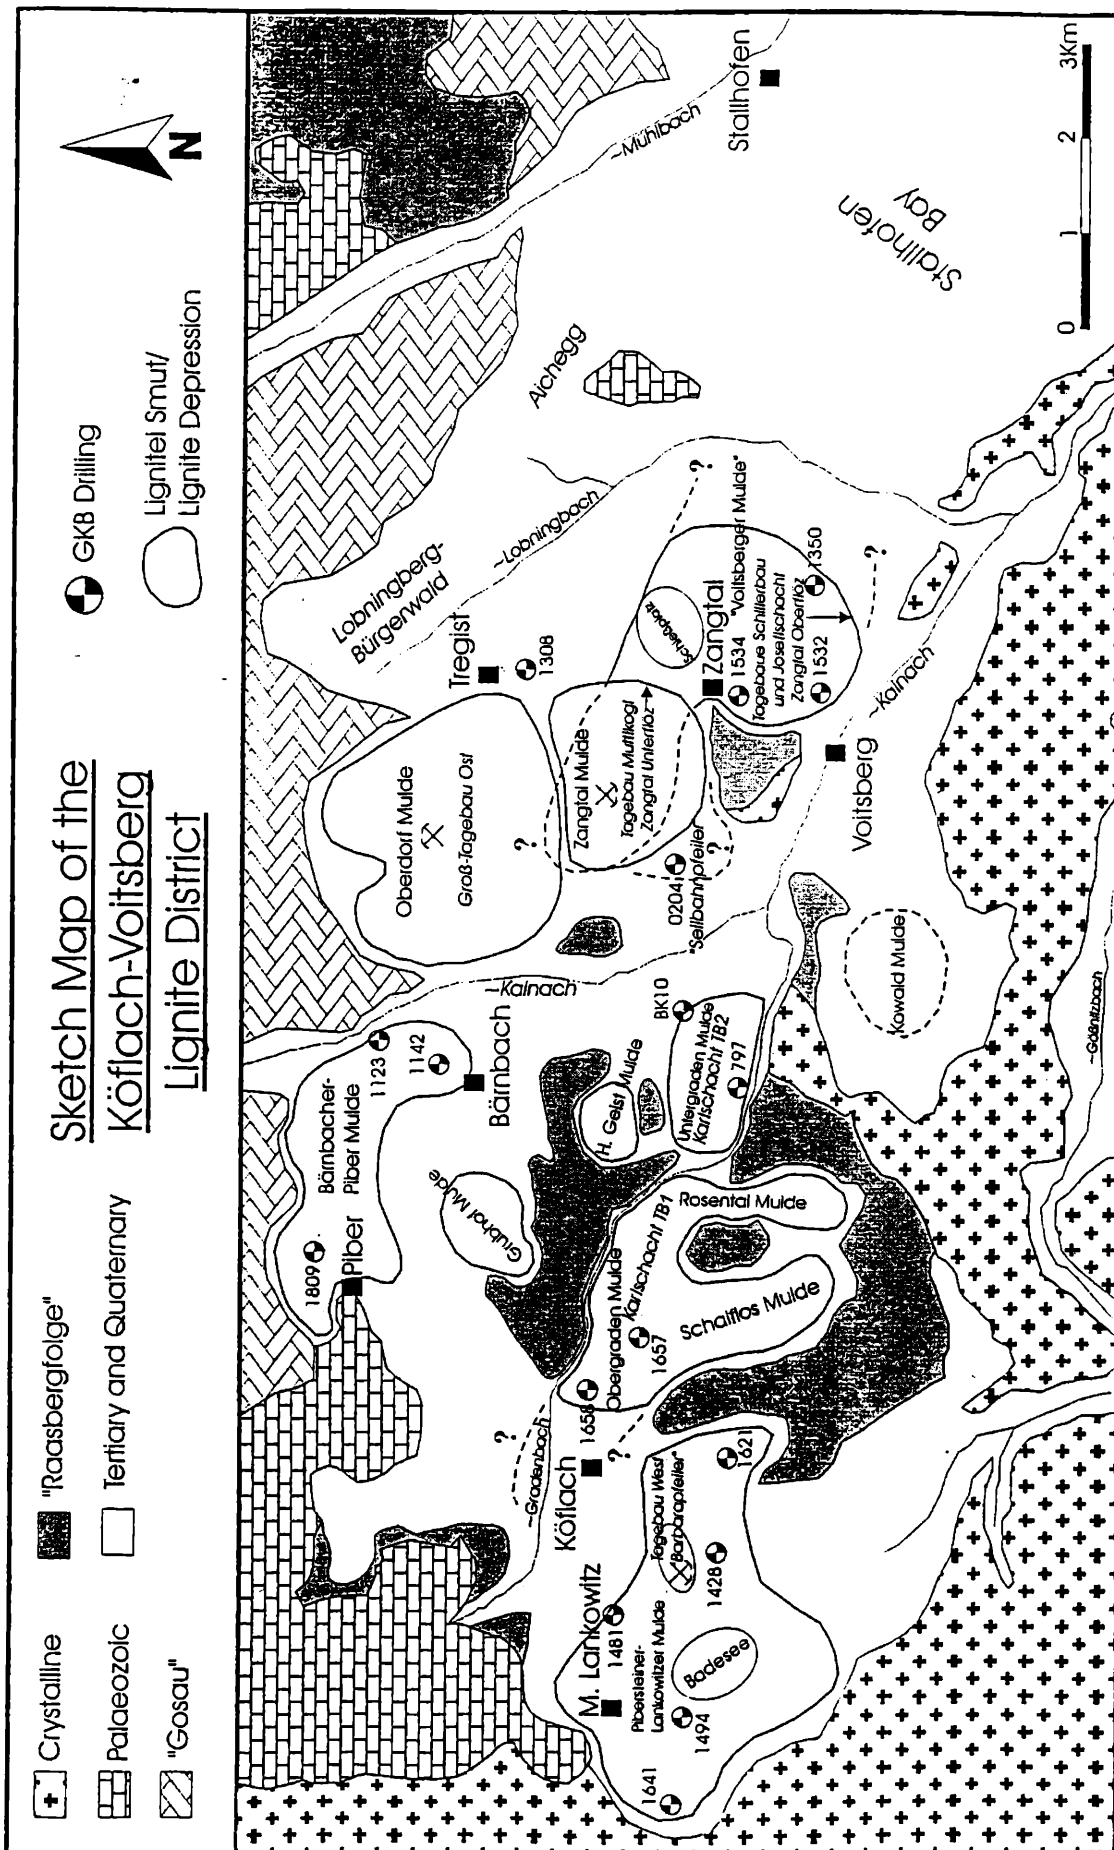 Sketch Map of the
Köflach-Voitsberg
Lignite District
Crystalline
Palaeozoic
"Gosau"
"Raasbergfolge"
Tertiary and Quaternary
GKB Drilling
Lignitel Smut/
Lignite Depression
N
0 1 2 3Km
Stallhofen
~Mühlbach
Stallhofen
Bay
Aichegg
Lobningberg-
Bürgerwald
~Lobningbach
Tregist
1308
Oberdorf Mulde
Groß-Tagebau Ost
Zangtal Mulde
Tagebau Muttlkogl
Zangtal Unterflöz
?
?
?
?
Schießplatz
Zangtal
"Voitsberger Mulde"
1534
Tagebaue Schillerbau
und Josefischacht
Zangtal Oberflöz
1532
1350
0204
"Seilbahnpfeiler"
Voitsberg
~Kainach
~Kainach
Kowald Mulde
~Gößnitzbach
Bärnbacher-
Piber Mulde
1123
1142
1809
Piber
Bärnbach
Grubhof Mulde
H. Geist Mulde
BK10
Untergraden Mulde
Karlschacht TB2
797
Rosental Mulde
Obergraden Mulde
Karlschacht TB1
1657
1658
Schaflos Mulde
~Gradenbach
?
?
Köflach
M. Lankowitz
1481
Tagebau West
"Barbarapfeiler"
1621
1428
Pibersteiner-
Lankowitzer Mulde
Badesee
1494
1641